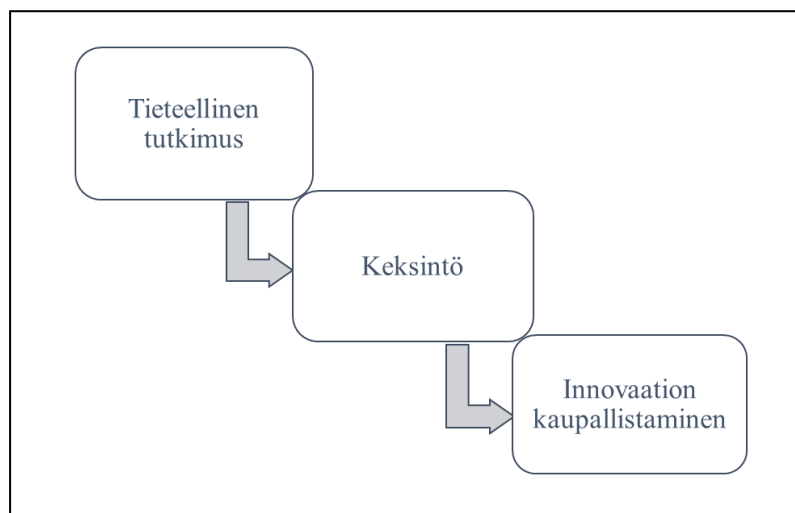 Tieteellinen
tutkimus
Keksintö
Innovaation
kaupallistaminen